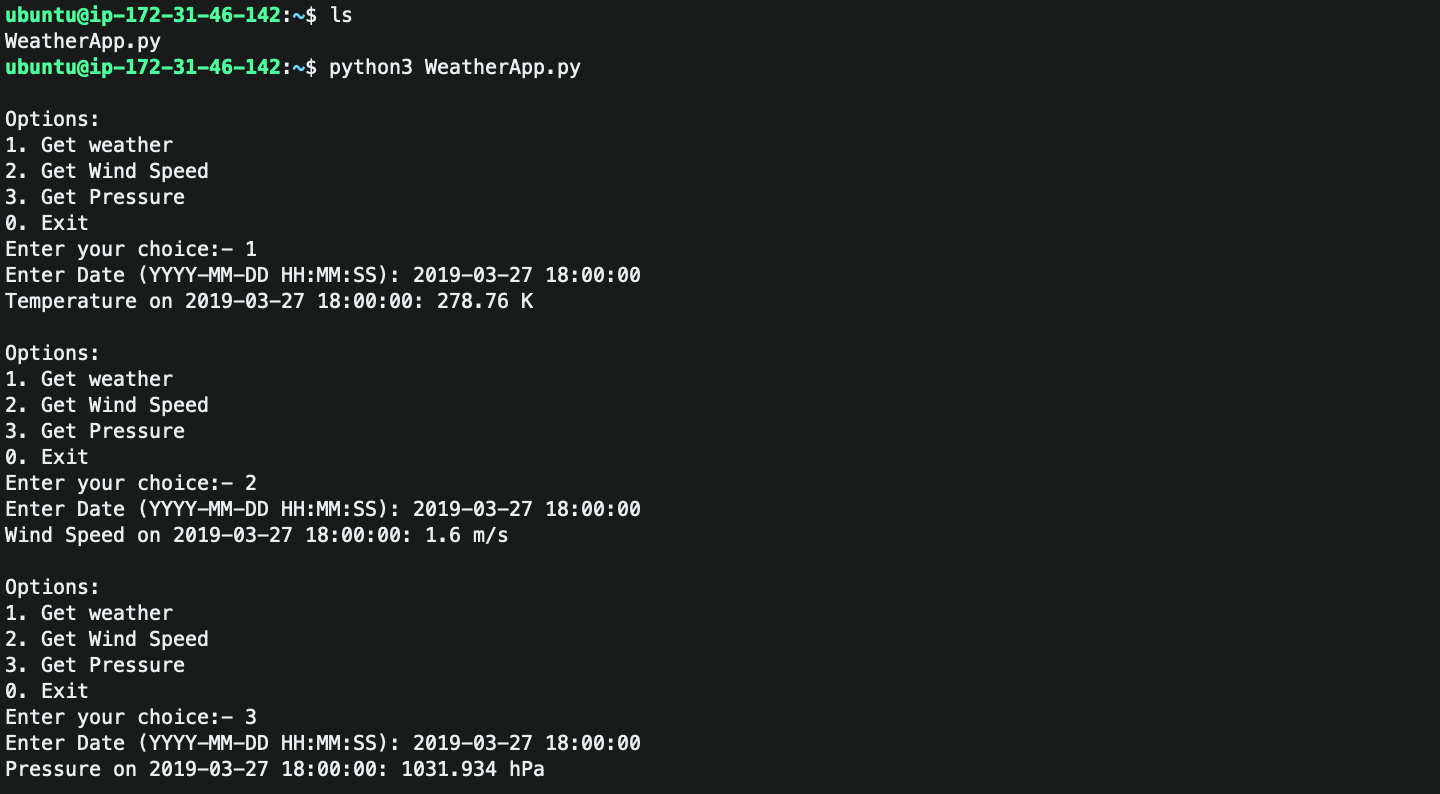 ubuntu@ip-172-31-46-142:~$ ls
WeatherApp.py
ubuntu@ip-172-31-46-142:~$ python3 WeatherApp.py

Options:
1. Get weather
2. Get Wind Speed
3. Get Pressure
0. Exit
Enter your choice:- 1
Enter Date (YYYY-MM-DD HH:MM:SS): 2019-03-27 18:00:00
Temperature on 2019-03-27 18:00:00: 278.76 K

Options:
1. Get weather
2. Get Wind Speed
3. Get Pressure
0. Exit
Enter your choice:- 2
Enter Date (YYYY-MM-DD HH:MM:SS): 2019-03-27 18:00:00
Wind Speed on 2019-03-27 18:00:00: 1.6 m/s

Options:
1. Get weather
2. Get Wind Speed
3. Get Pressure
0. Exit
Enter your choice:- 3
Enter Date (YYYY-MM-DD HH:MM:SS): 2019-03-27 18:00:00
Pressure on 2019-03-27 18:00:00: 1031.934 hPa